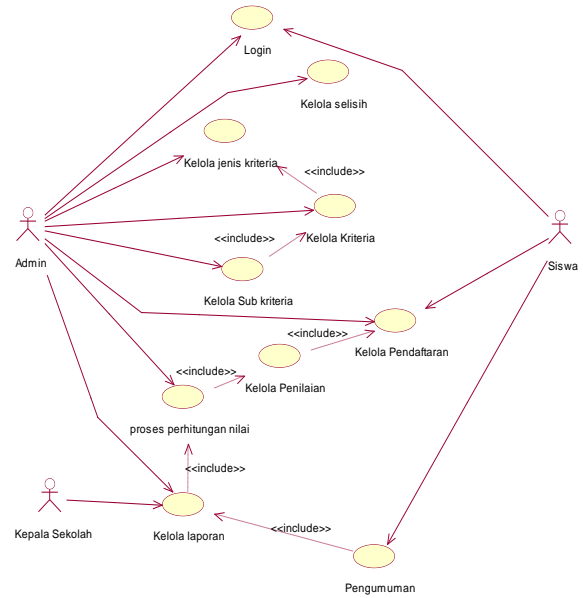 Login
Kelola selisih
Kelola jenis kriteria
<<include>>
Kelola Kriteria
<<include>>
Admin
Siswa
Kelola Sub kriteria
<<include>>
Kelola Pendaftaran
<<include>>
Kelola Penilaian
proses perhitungan nilai
<<include>>
Kepala Sekolah
Kelola laporan
<<include>>
Pengumuman